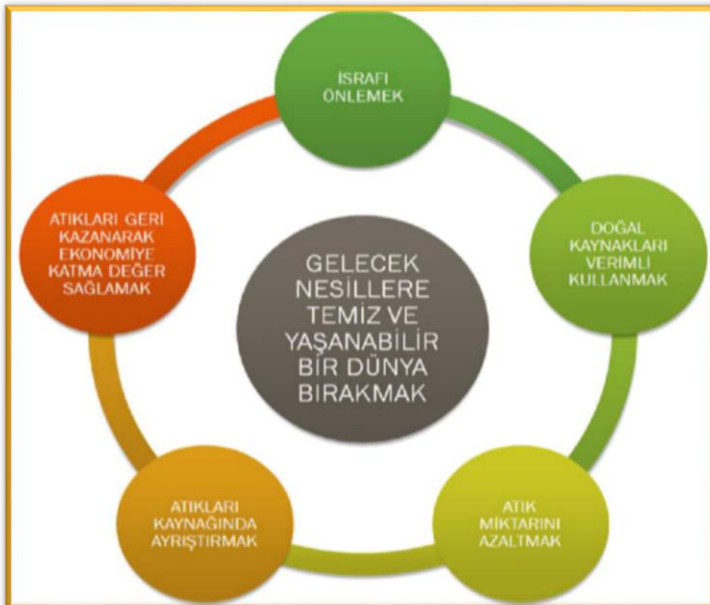 İSRAFI
ÖNLEMEK
DOĞAL
KAYNAKLARI
VERİMLİ
KULLANMAK
ATIK
MİKTARINI
AZALTMAK
ATIKLARI
KAYNAĞINDA
AYRIŞTIRMAK
ATIKLARI GERİ
KAZANARAK
EKONOMİYE
KATMA DEĞER
SAĞLAMAK
GELECEK
NESİLLERE
TEMİZ VE
YAŞANABİLİR
BİR DÜNYA
BIRAKMAK